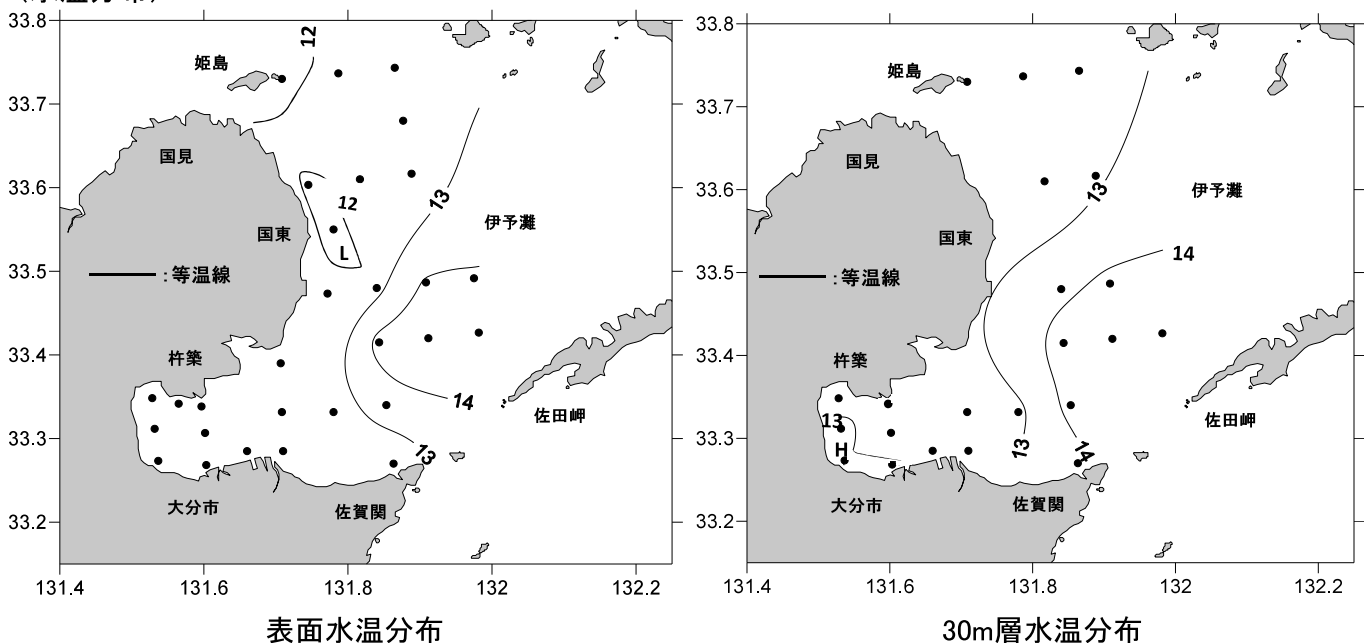 (水温分布)
33.8
33.7
33.6
33.5
33.4
33.3
33.2
131.4
131.6
131.8
132
132.2
12
姫島
国見
12
13
伊予灘
国東
L
:等温線
杵築
14
佐田岬
13
大分市
佐賀関
表面水温分布
33.8
33.7
33.6
33.5
33.4
33.3
33.2
131.4
131.6
131.8
132
132.2
姫島
国見
13
伊予灘
国東
14
:等温線
杵築
佐田岬
13
H
13
14
大分市
佐賀関
30m層水温分布